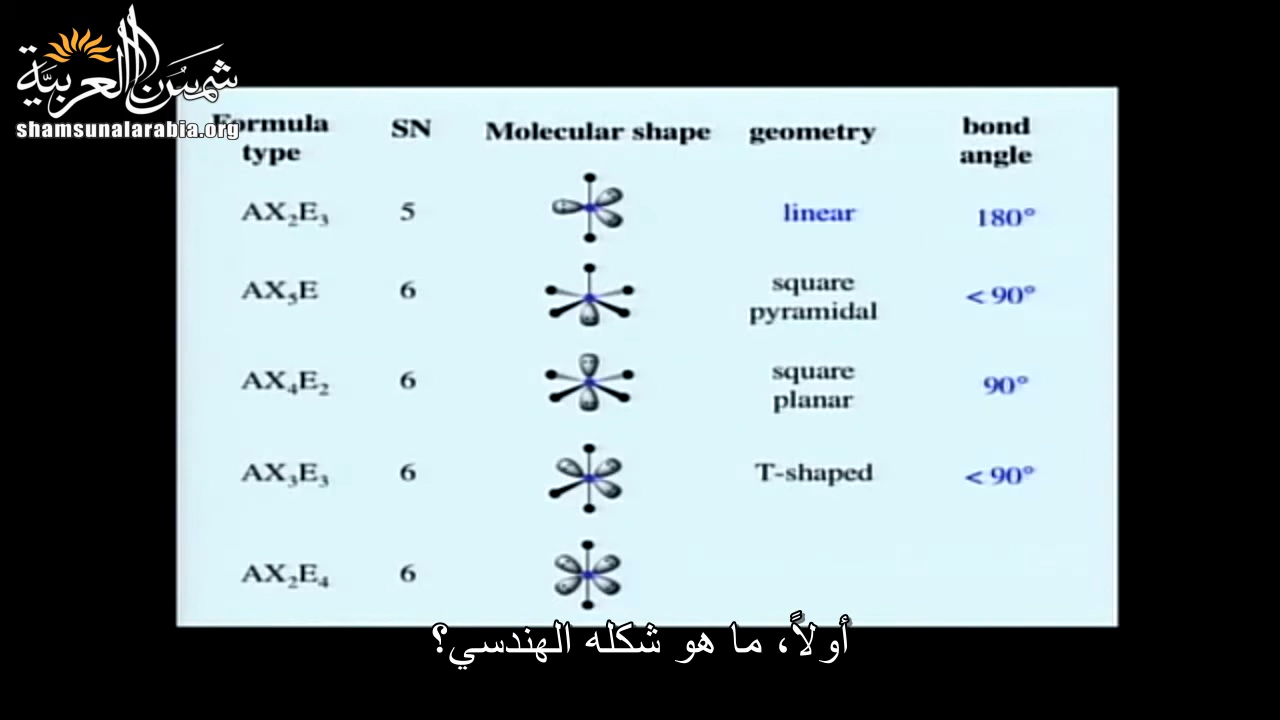 شمس العربية
shamsunalarabia.org
Formula type SN Molecular shape geometry bond angle
AX₂E₃ 5 linear 180°
AX₅E 6 square pyramidal < 90°
AX₄E₂ 6 square planar 90°
AX₃E₃ 6 T-shaped < 90°
AX₂E₄ 6
أولاً، ما هو شكله الهندسي؟